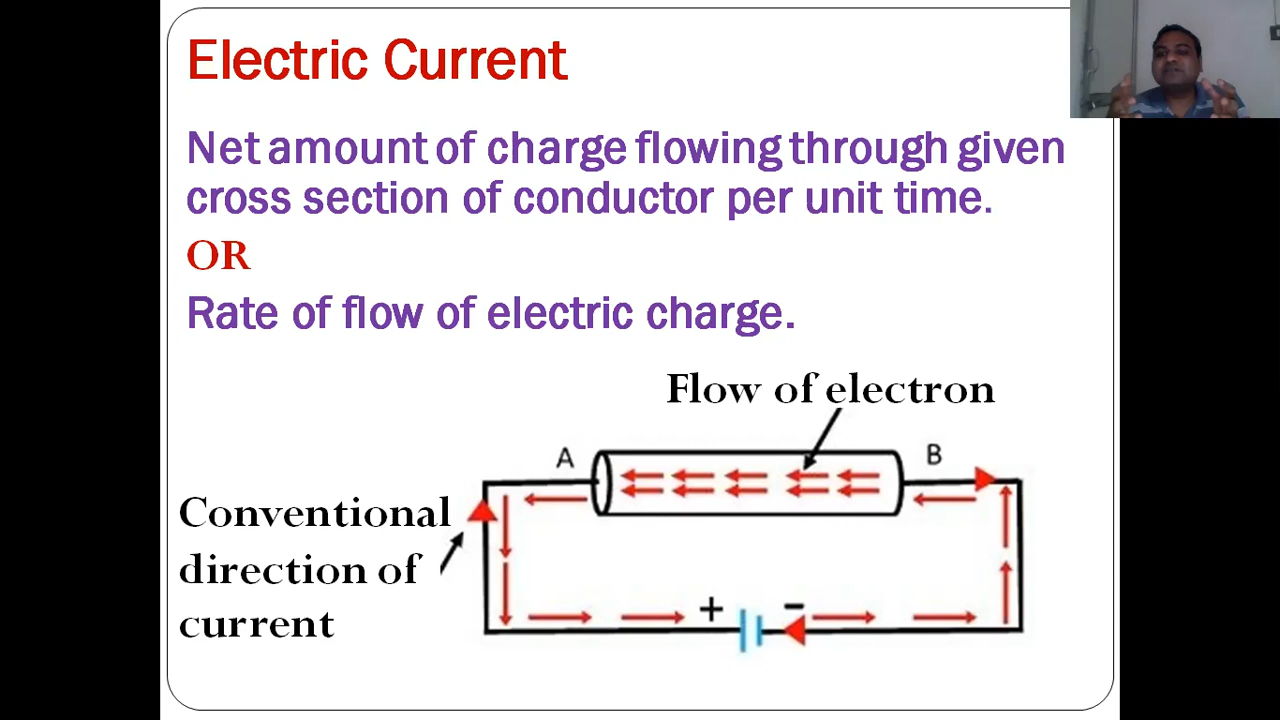 Electric Current
Net amount of charge flowing through given
cross section of conductor per unit time.
OR
Rate of flow of electric charge.
Flow of electron
A
B
Conventional
direction of
current
+
-